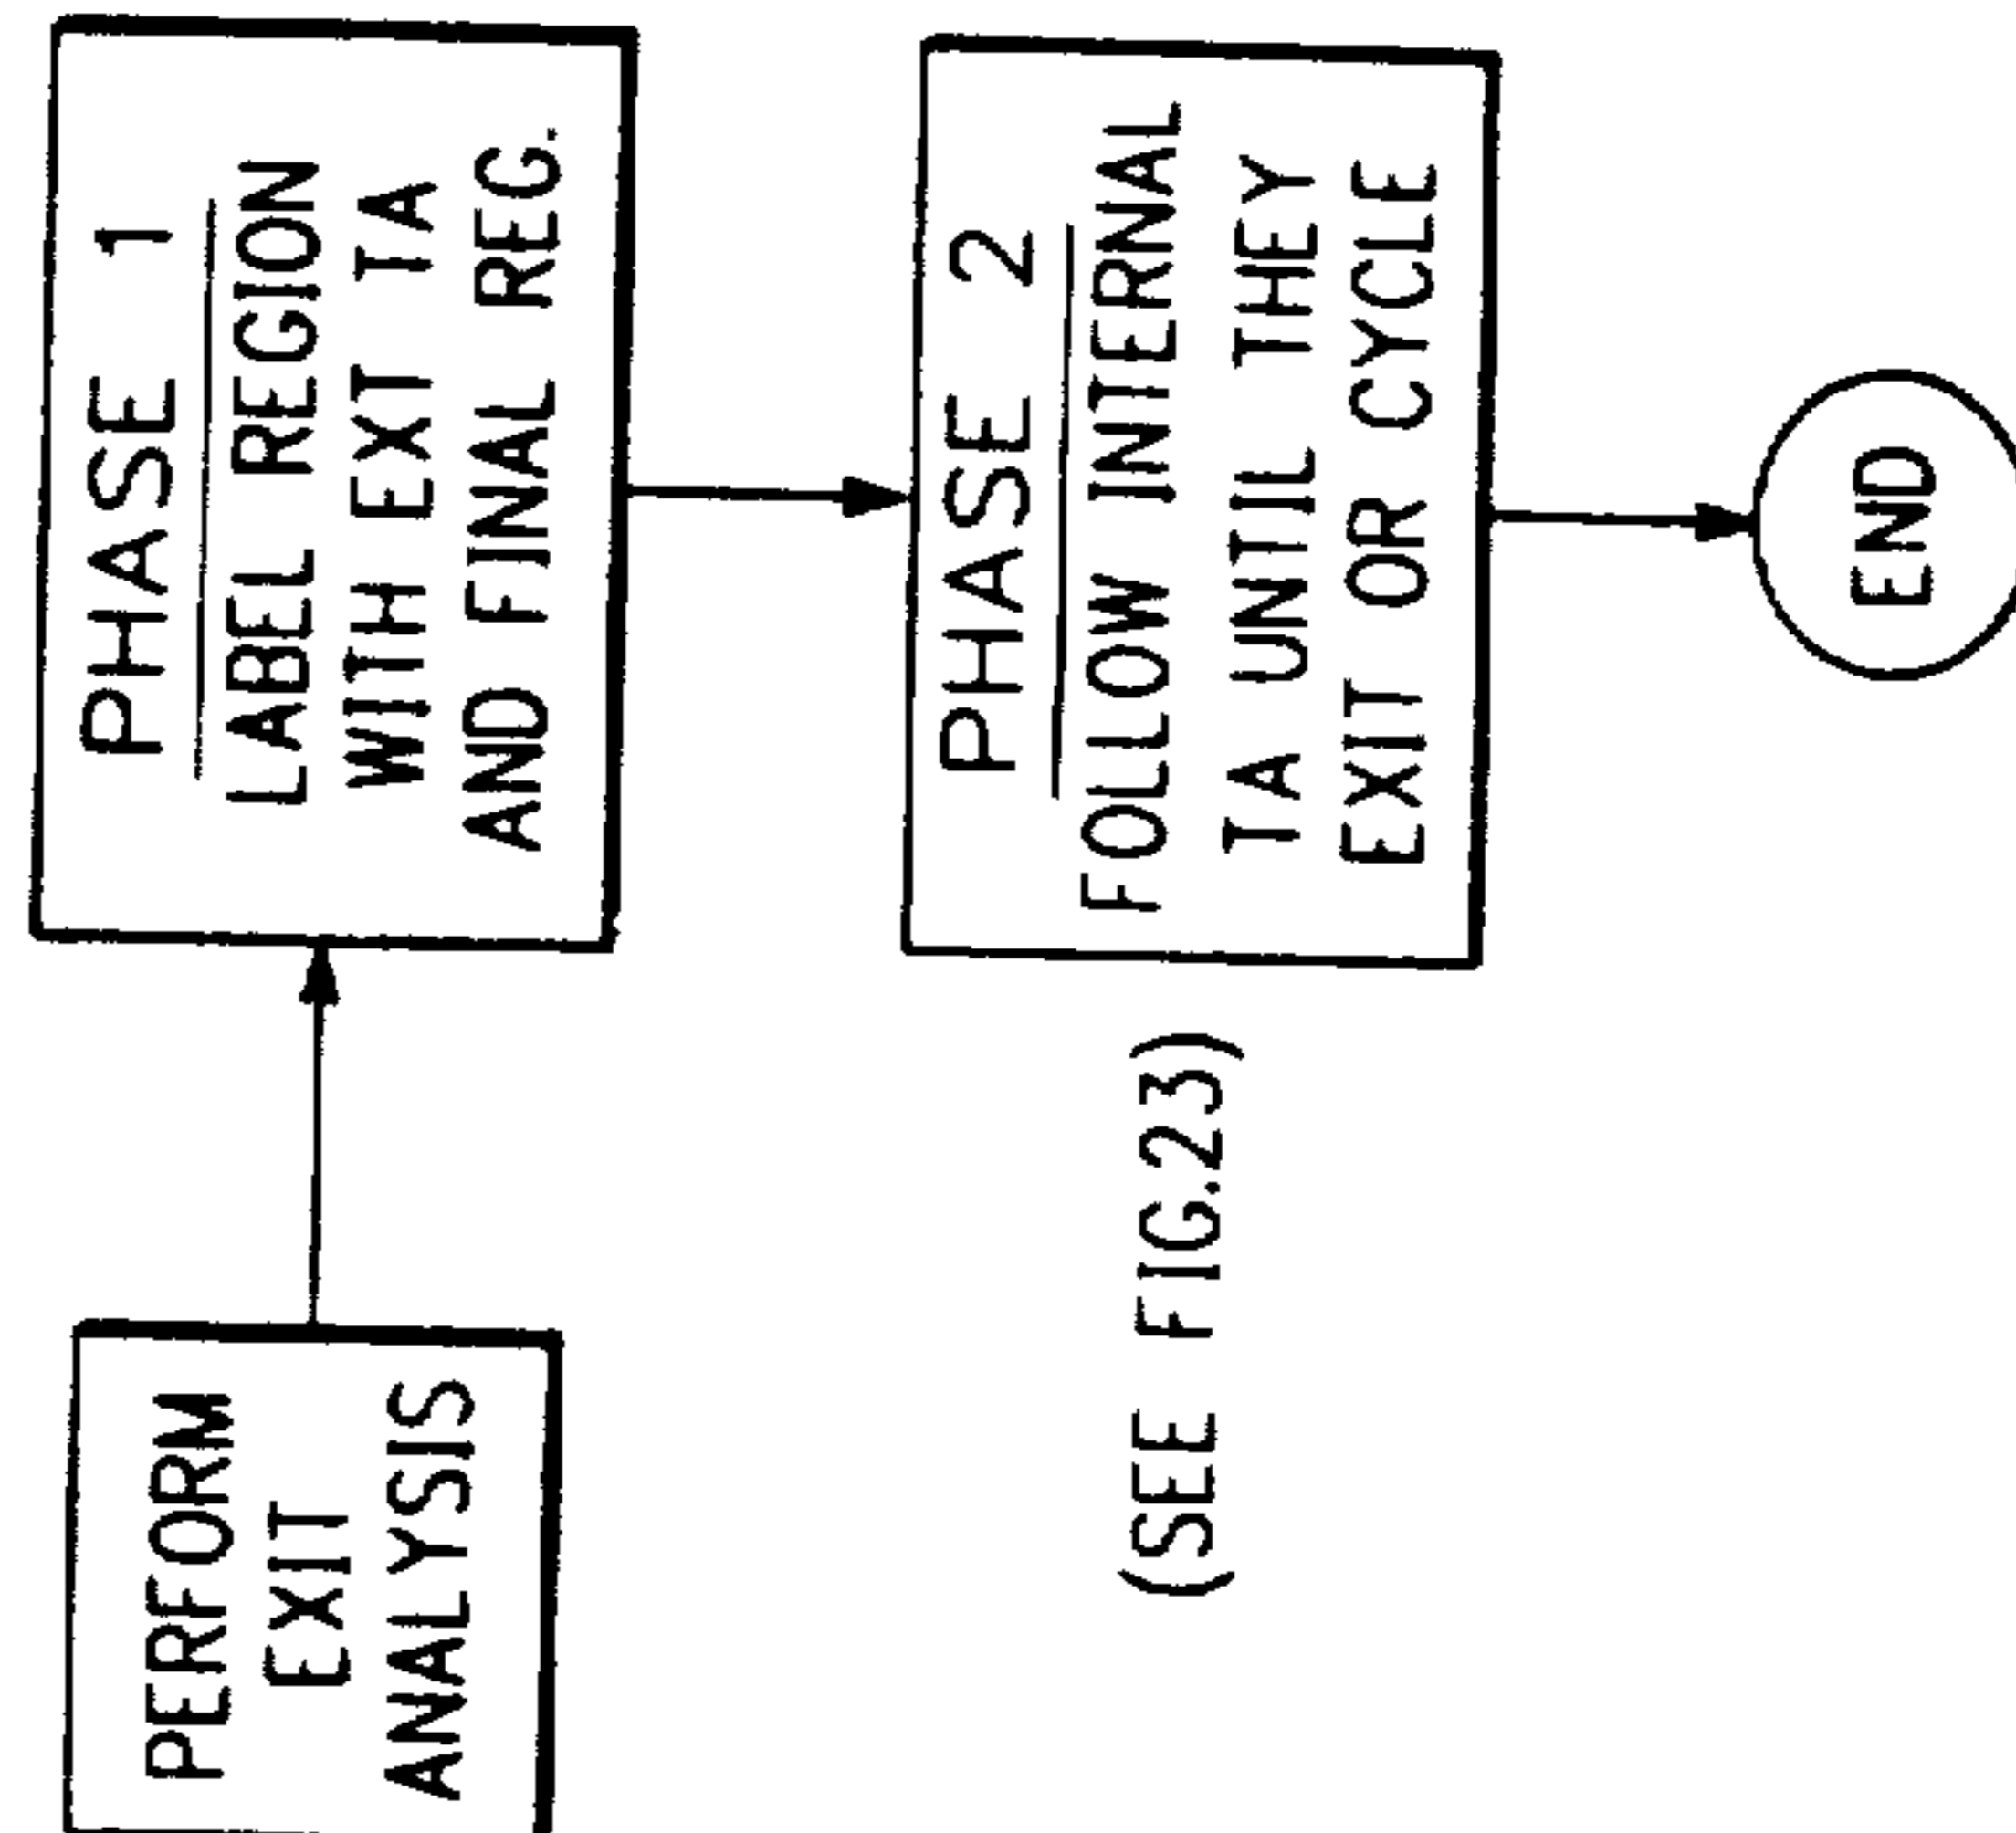 PERFORM
EXIT
ANALYSIS
PHASE 1
LABEL REGION
WITH EXT TA
AND FINAL REG.
PHASE 2
FOLLOW INTERNAL
TA UNTIL THEY
EXIT OR CYCLE
(SEE FIG.23)
END